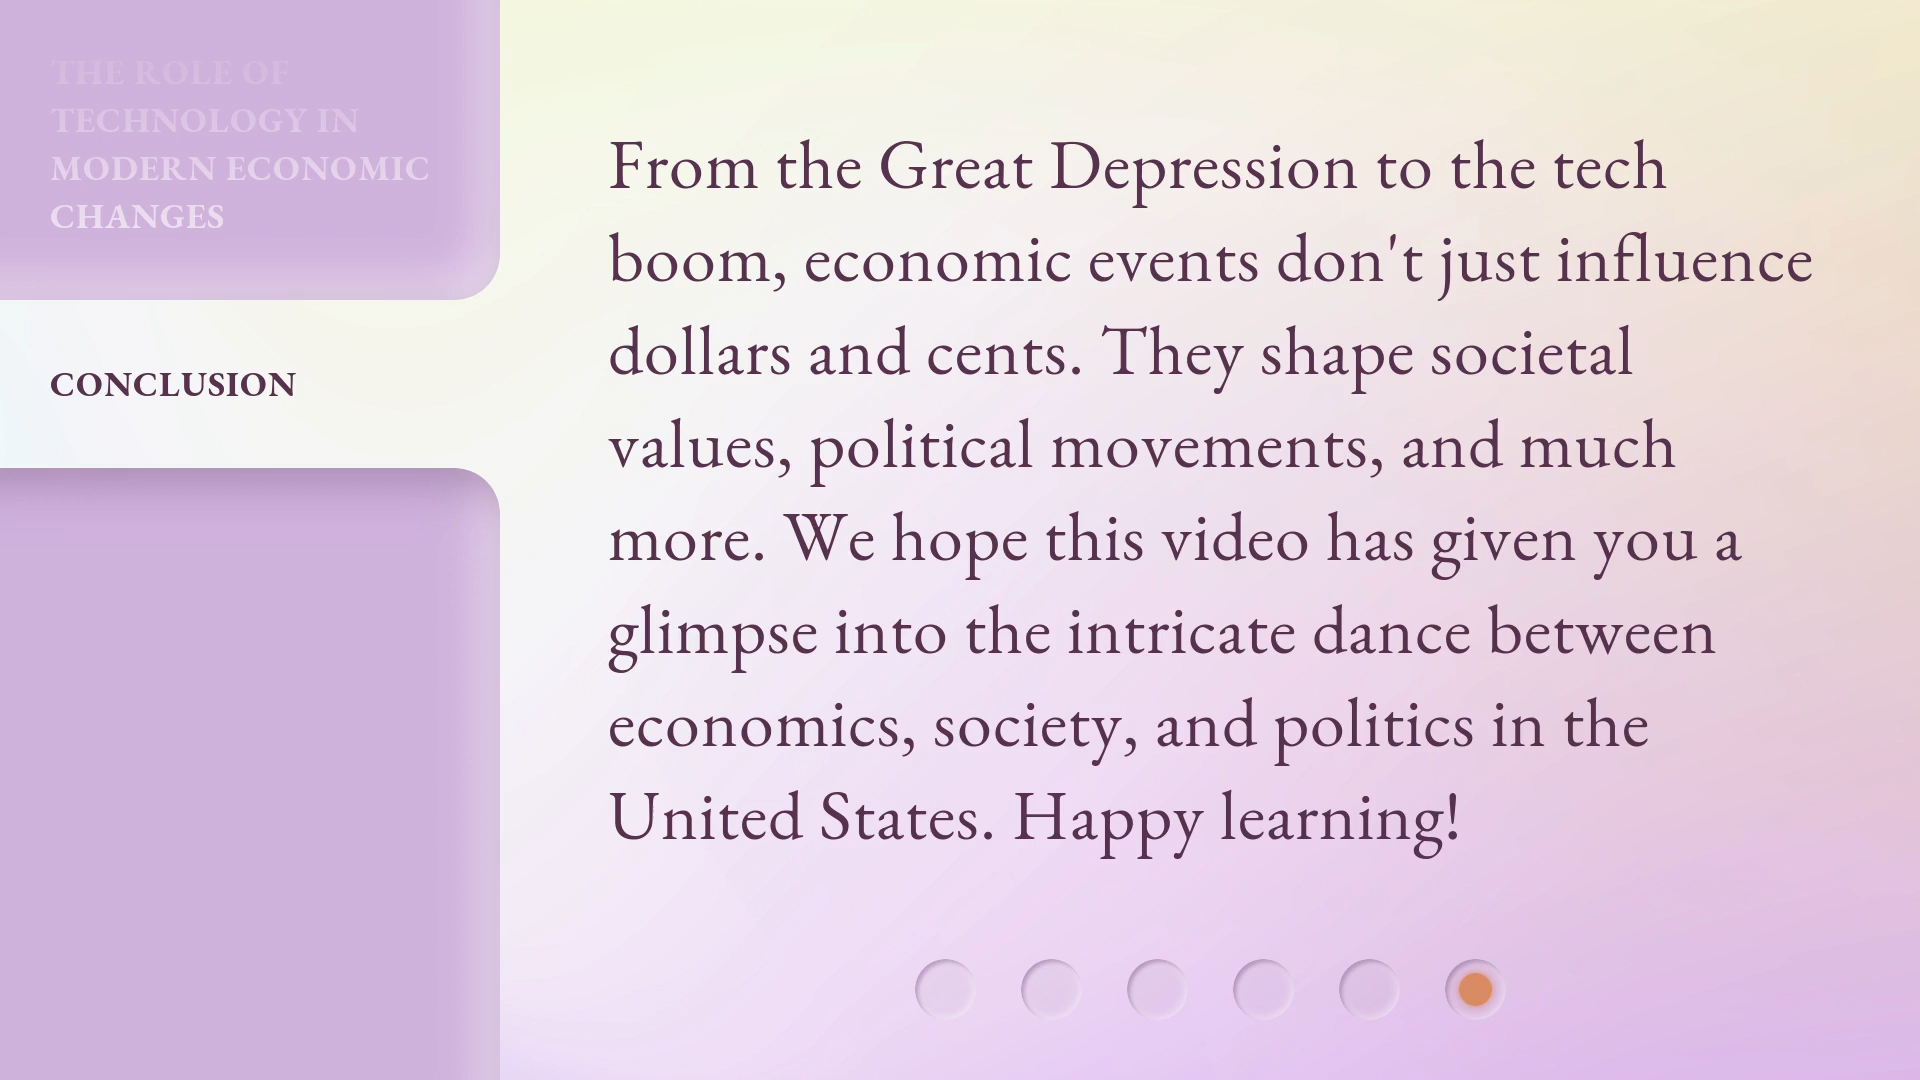 THE ROLE OF
TECHNOLOGY IN
MODERN ECONOMIC
CHANGES
CONCLUSION
From the Great Depression to the tech
boom, economic events don't just influence
dollars and cents. They shape societal
values, political movements, and much
more. We hope this video has given you a
glimpse into the intricate dance between
economics, society, and politics in the
United States. Happy learning!